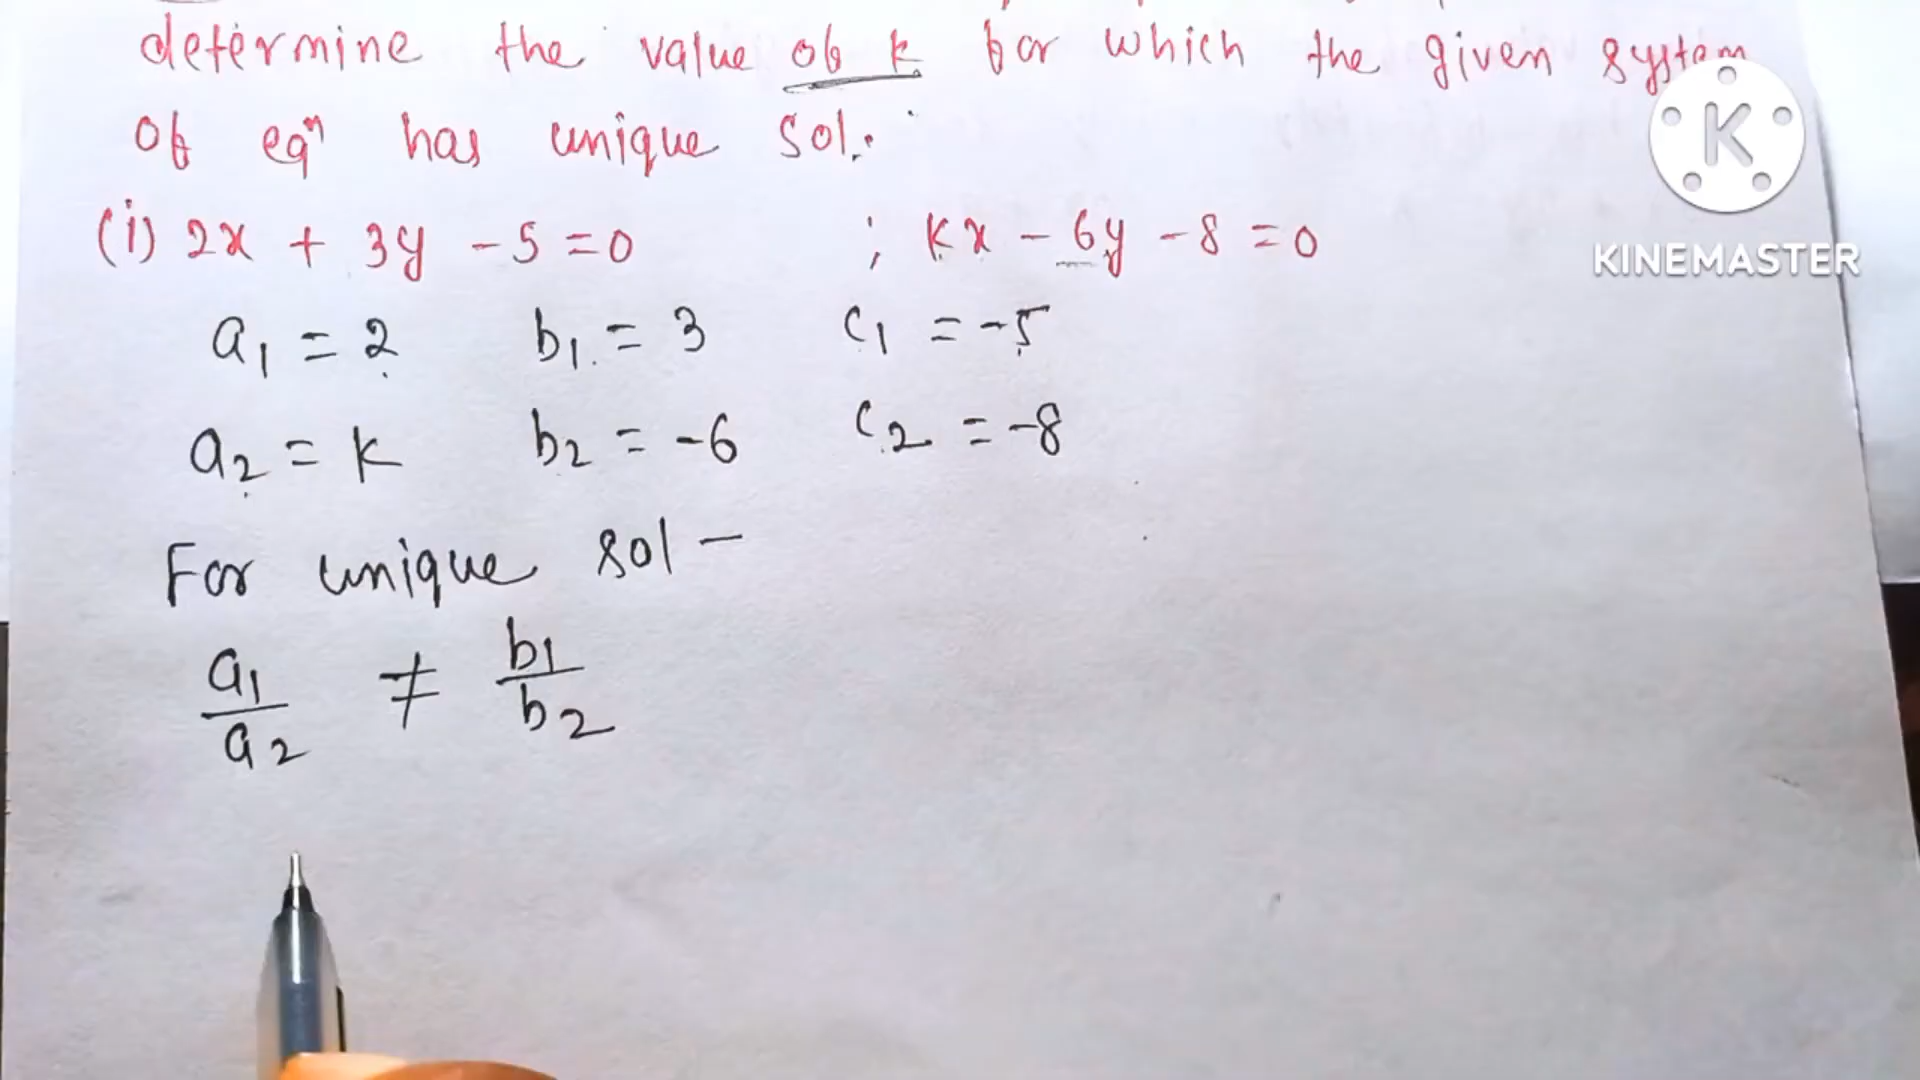 determine the value of k for which the given system
of eqⁿ has unique sol.
(i) 2x + 3y - 5 = 0 ; kx - 6y - 8 = 0
a₁ = 2 b₁ = 3 c₁ = -5
a₂ = k b₂ = -6 c₂ = -8
For unique sol -
a₁/a₂ ≠ b₁/b₂
K
KINEMASTER